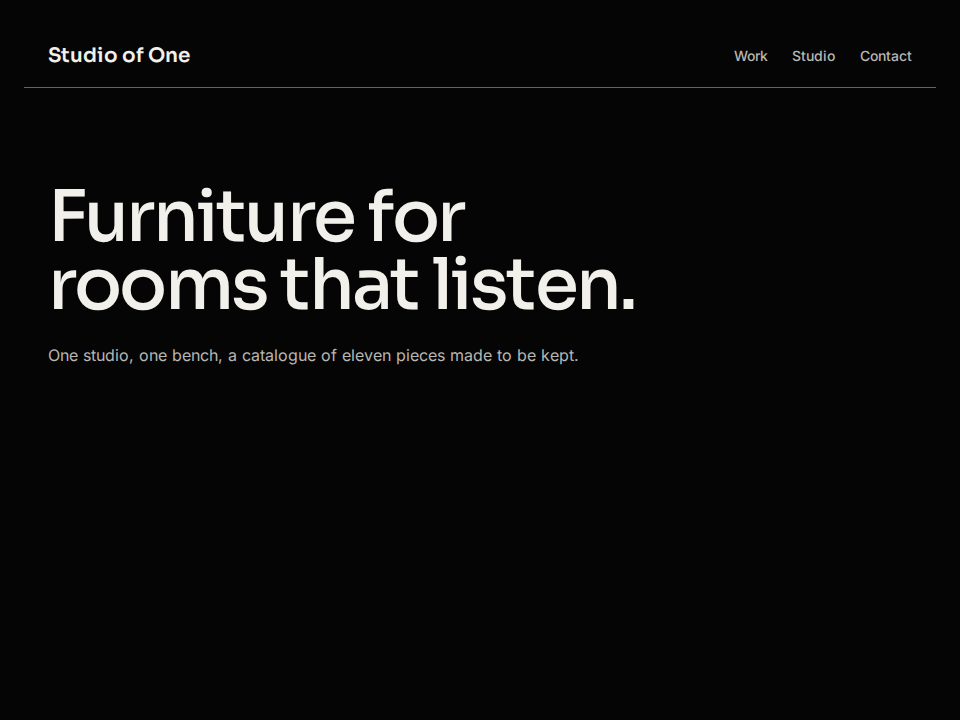 Studio of One
Work Studio Contact
Furniture for
rooms that listen.
One studio, one bench, a catalogue of eleven pieces made to be kept.